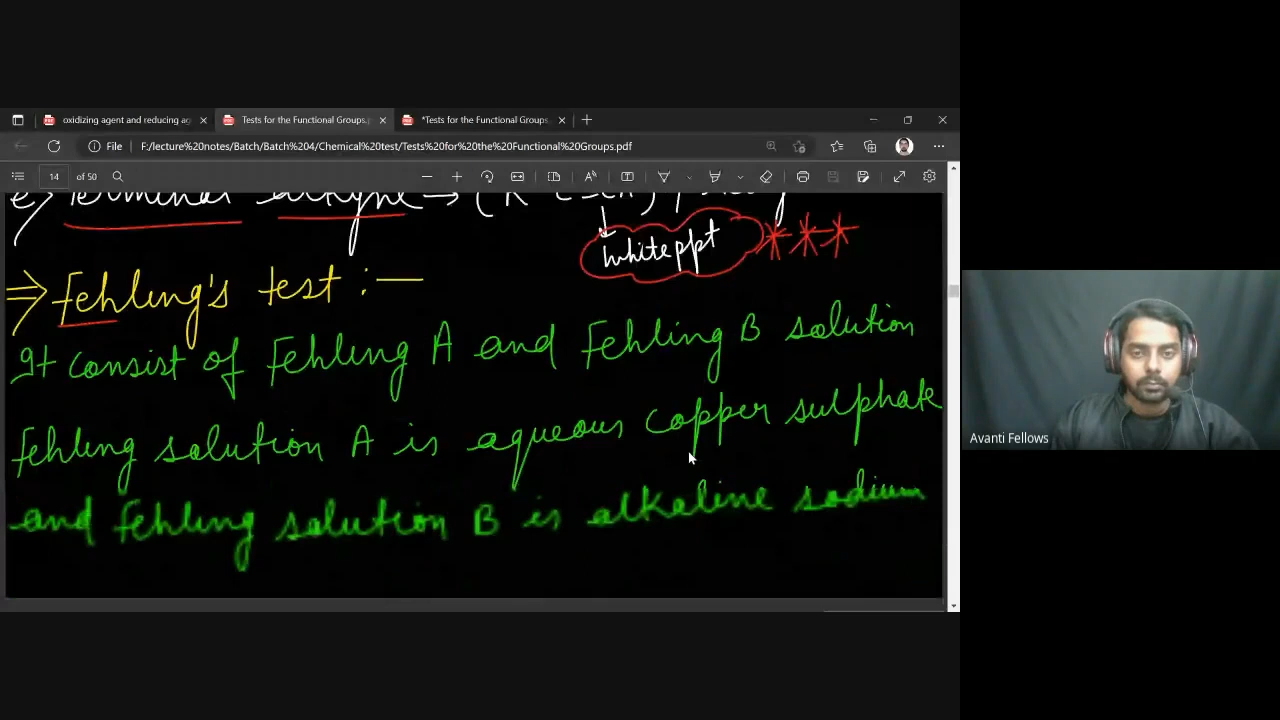 oxidizing agent and reducing ag
Tests for the Functional Groups.p
*Tests for the Functional Groups.
File
F:/lecture%20notes/Batch/Batch%204/Chemical%20test/Tests%20for%20the%20Functional%20Groups.pdf
14 of 50
Terminal alkyne → (R
white ppt
⇒ Fehling's test :—
It consist of Fehling A and Fehling B solution
Fehling solution A is aqueous copper sulphate
and Fehling solution B is alkaline sodium
Avanti Fellows